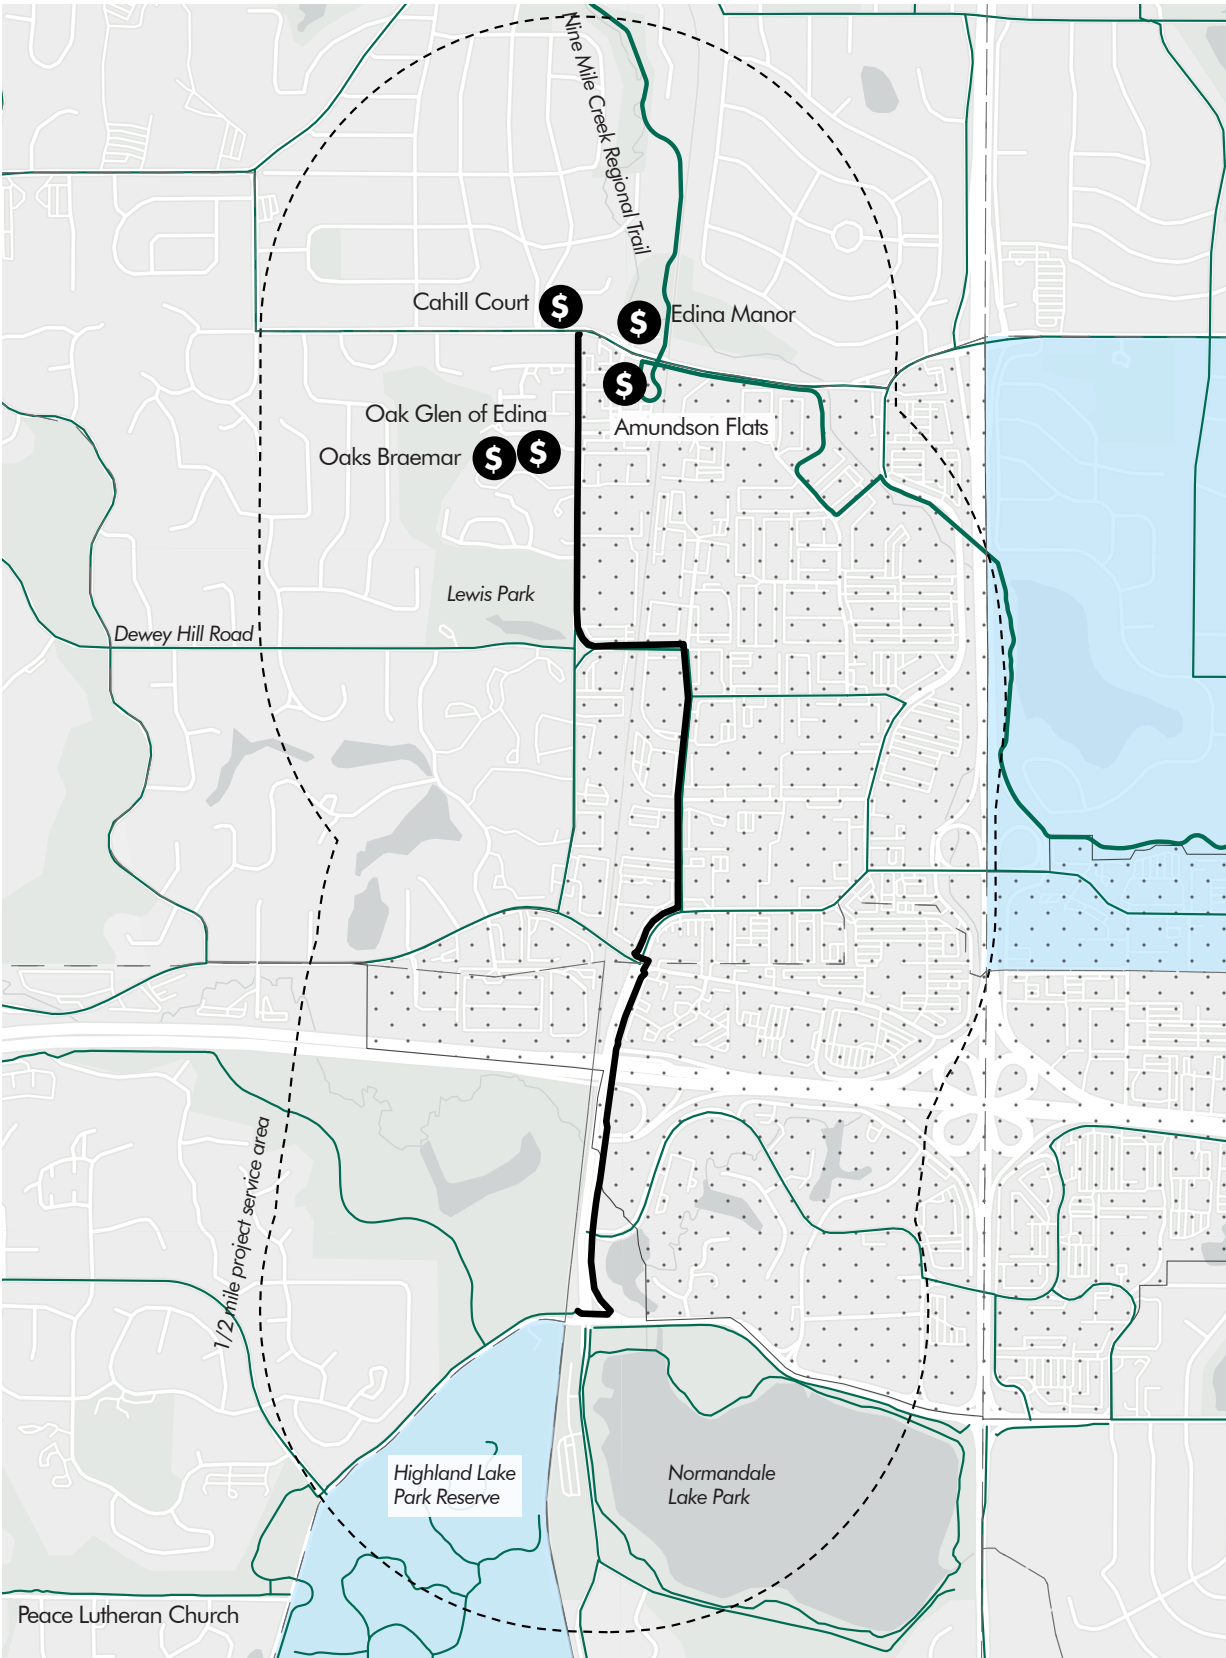 Nine Mile Creek Regional Trail
Cahill Court
$
$
Edina Manor
$
Oak Glen of Edina
Amundson Flats
Oaks Braemar
$
$
Lewis Park
Dewey Hill Road
1/2 mile project service area
Highland Lake
Park Reserve
Normandale
Lake Park
Peace Lutheran Church